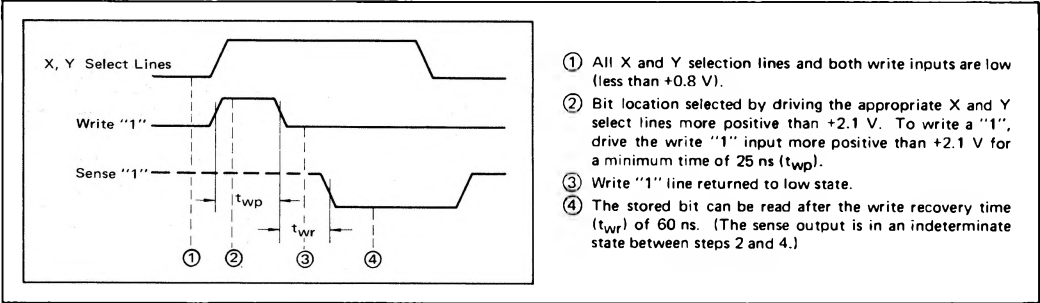 X, Y Select Lines
Write "1"
Sense "1"
twp
twr
① ② ③ ④
① All X and Y selection lines and both write inputs are low
(less than +0.8 V).
② Bit location selected by driving the appropriate X and Y
select lines more positive than +2.1 V. To write a "1",
drive the write "1" input more positive than +2.1 V for
a minimum time of 25 ns (twp).
③ Write "1" line returned to low state.
④ The stored bit can be read after the write recovery time
(twr) of 60 ns. (The sense output is in an indeterminate
state between steps 2 and 4.)